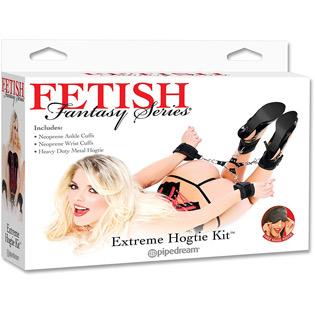 FETISH
Fantasy Series®
Includes:
• Neoprene Ankle Cuffs
• Neoprene Wrist Cuffs
• Heavy Duty Metal Hogtie
Extreme Hogtie Kit™
pipedream®
Extreme
Hogtie Kit